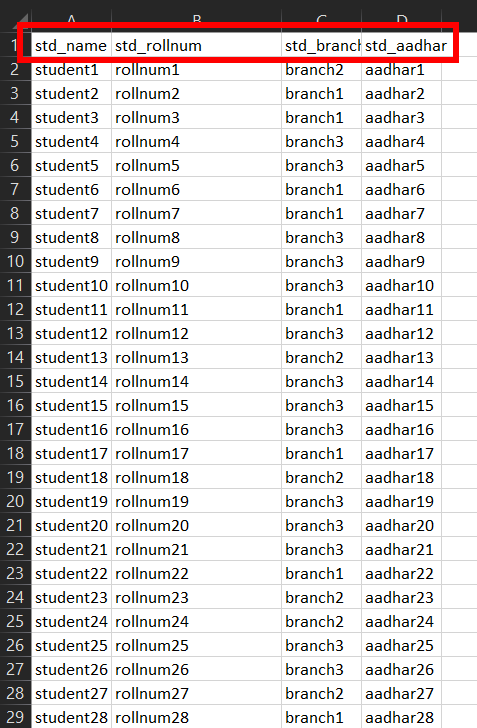 A B C D
1 std_name std_rollnum std_branch std_aadhar
2 student1 rollnum1 branch2 aadhar1
3 student2 rollnum2 branch1 aadhar2
4 student3 rollnum3 branch1 aadhar3
5 student4 rollnum4 branch3 aadhar4
6 student5 rollnum5 branch3 aadhar5
7 student6 rollnum6 branch1 aadhar6
8 student7 rollnum7 branch1 aadhar7
9 student8 rollnum8 branch3 aadhar8
10 student9 rollnum9 branch3 aadhar9
11 student10 rollnum10 branch3 aadhar10
12 student11 rollnum11 branch1 aadhar11
13 student12 rollnum12 branch3 aadhar12
14 student13 rollnum13 branch2 aadhar13
15 student14 rollnum14 branch3 aadhar14
16 student15 rollnum15 branch3 aadhar15
17 student16 rollnum16 branch3 aadhar16
18 student17 rollnum17 branch1 aadhar17
19 student18 rollnum18 branch2 aadhar18
20 student19 rollnum19 branch3 aadhar19
21 student20 rollnum20 branch3 aadhar20
22 student21 rollnum21 branch3 aadhar21
23 student22 rollnum22 branch1 aadhar22
24 student23 rollnum23 branch2 aadhar23
25 student24 rollnum24 branch2 aadhar24
26 student25 rollnum25 branch3 aadhar25
27 student26 rollnum26 branch3 aadhar26
28 student27 rollnum27 branch2 aadhar27
29 student28 rollnum28 branch1 aadhar28